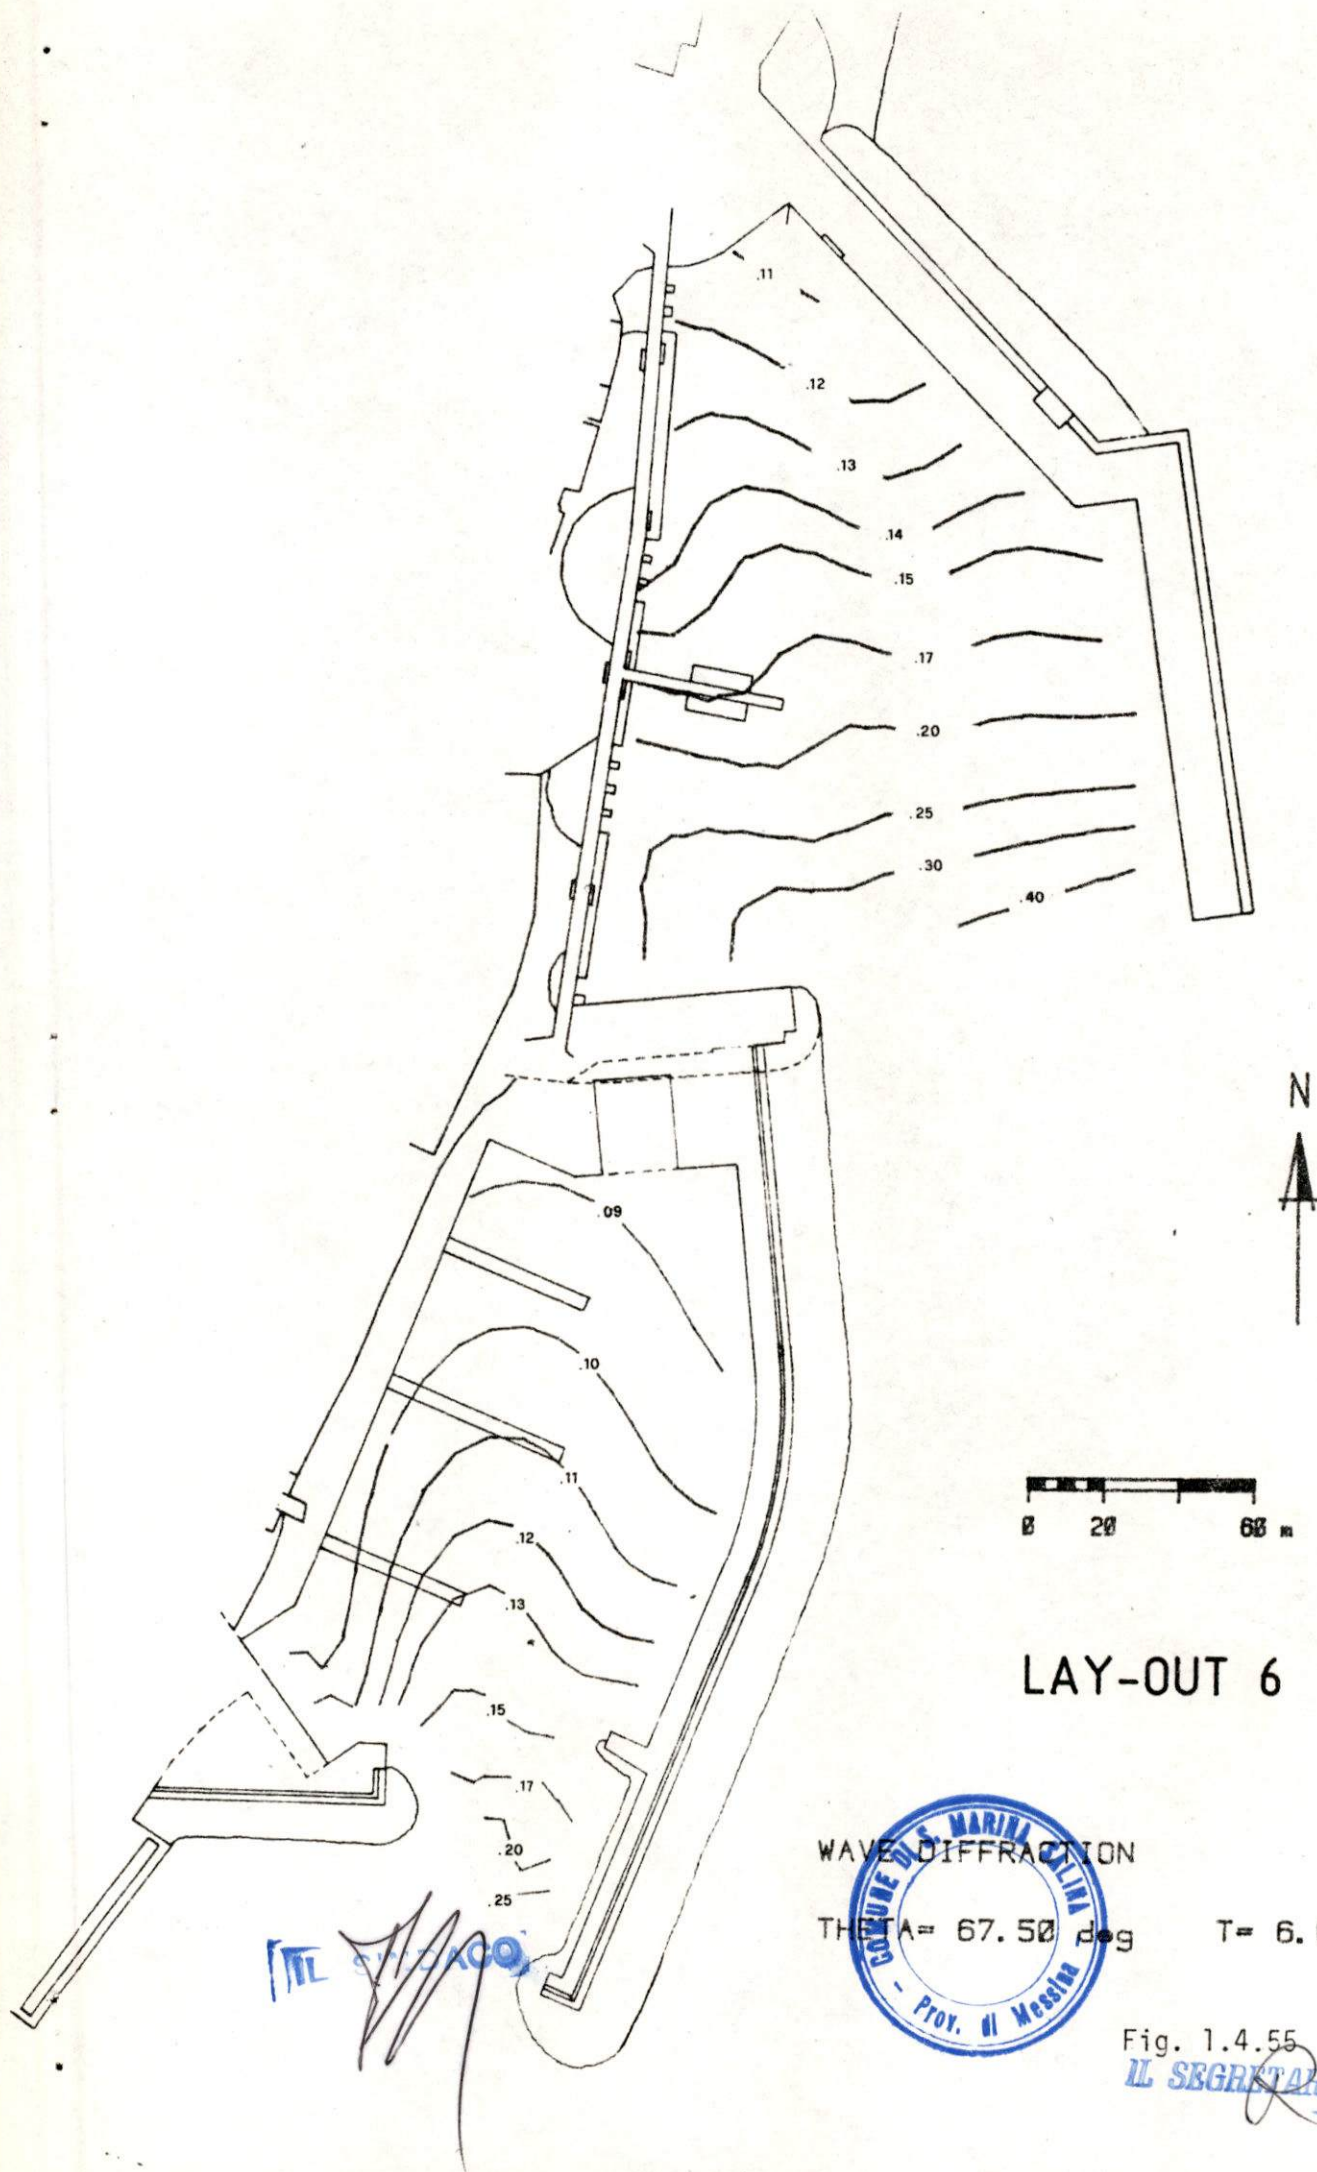 .11
.12
.13
.14
.15
.17
.20
.25
.30
.40
N
.09
.10
.11
0 20 60 m
.12
.13
LAY-OUT 6
.15
.17
WAVE DIFFRACTION
.20
.25
THETA= 67.50 deg T= 6.
COMUNE DI S. MARINA SALINA
- Prov. di Messina -
IL SINDACO
Fig. 1.4.55
IL SEGRETAR